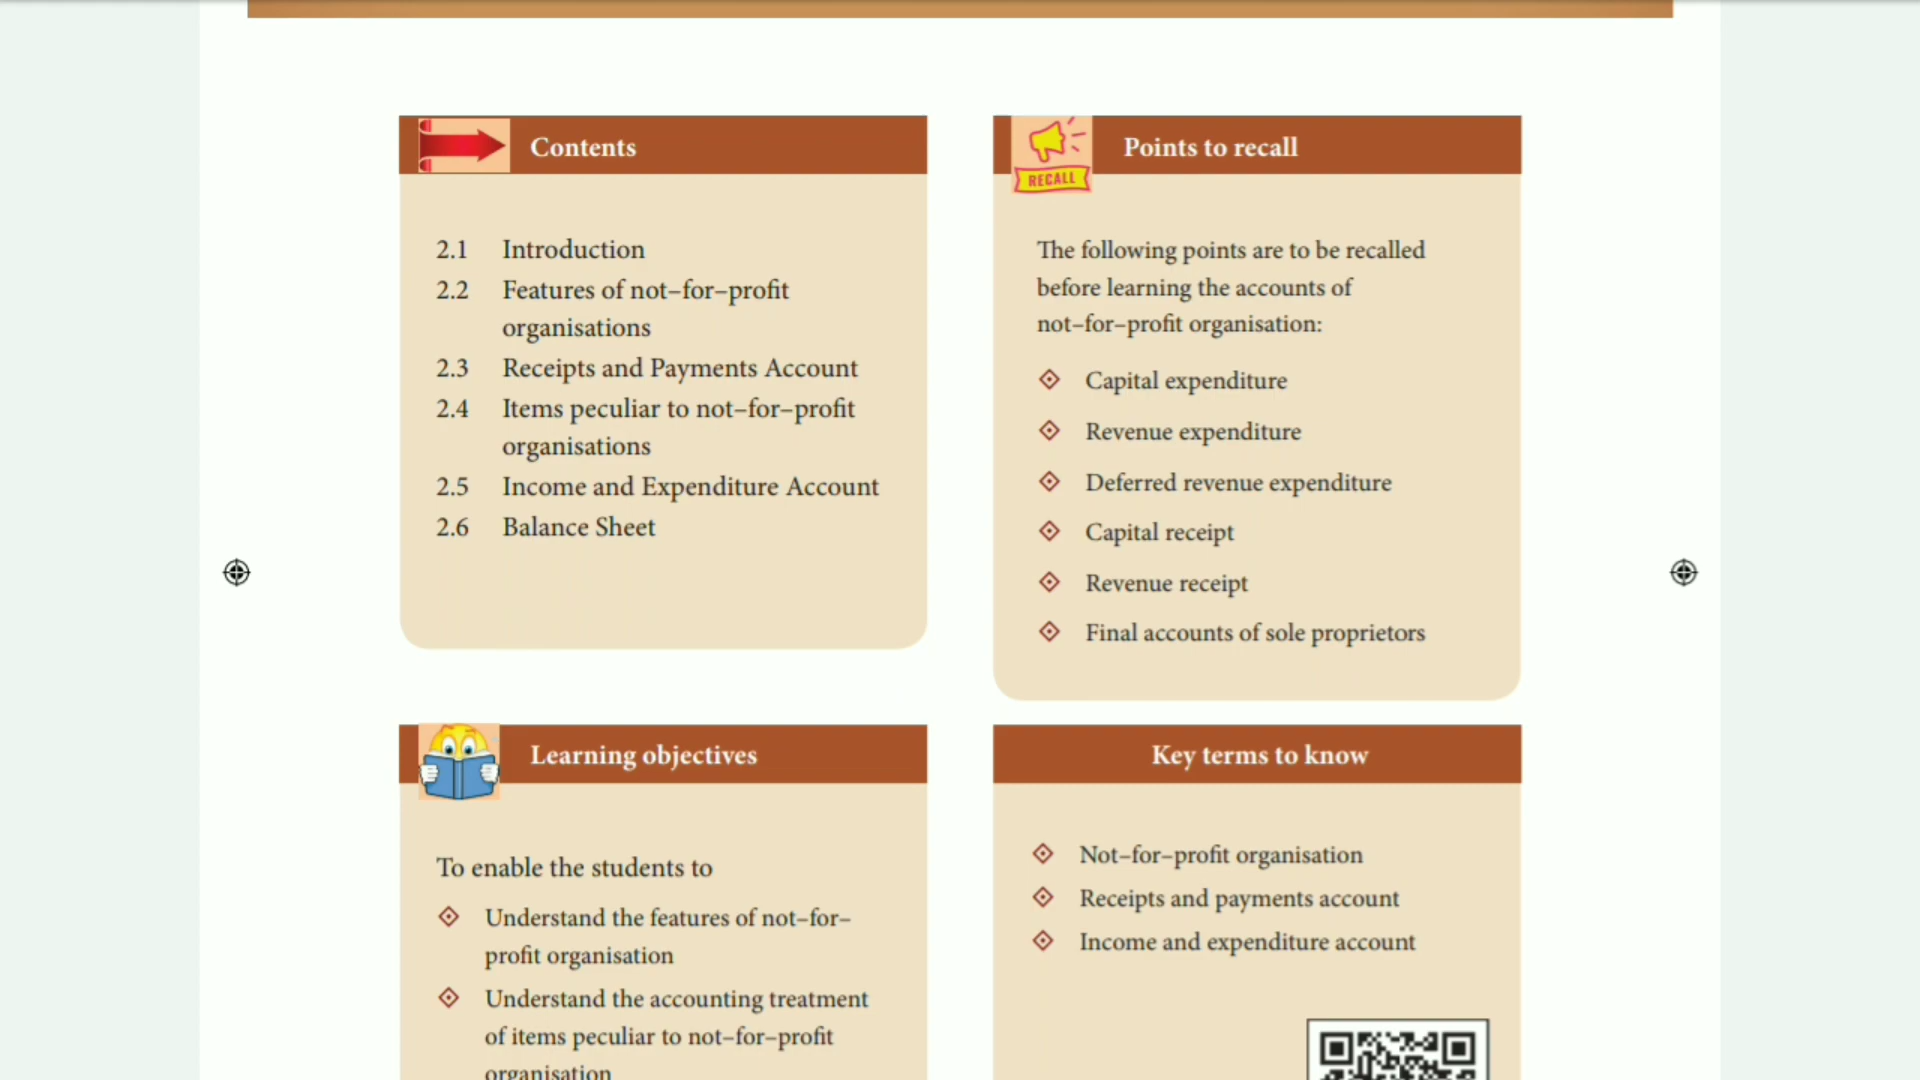 Contents
2.1 Introduction
2.2 Features of not–for–profit
organisations
2.3 Receipts and Payments Account
2.4 Items peculiar to not–for–profit
organisations
2.5 Income and Expenditure Account
2.6 Balance Sheet
RECALL
Points to recall
The following points are to be recalled
before learning the accounts of
not–for–profit organisation:
Capital expenditure
Revenue expenditure
Deferred revenue expenditure
Capital receipt
Revenue receipt
Final accounts of sole proprietors
Learning objectives
To enable the students to
Understand the features of not–for–
profit organisation
Understand the accounting treatment
of items peculiar to not–for–profit
organisation
Key terms to know
Not–for–profit organisation
Receipts and payments account
Income and expenditure account